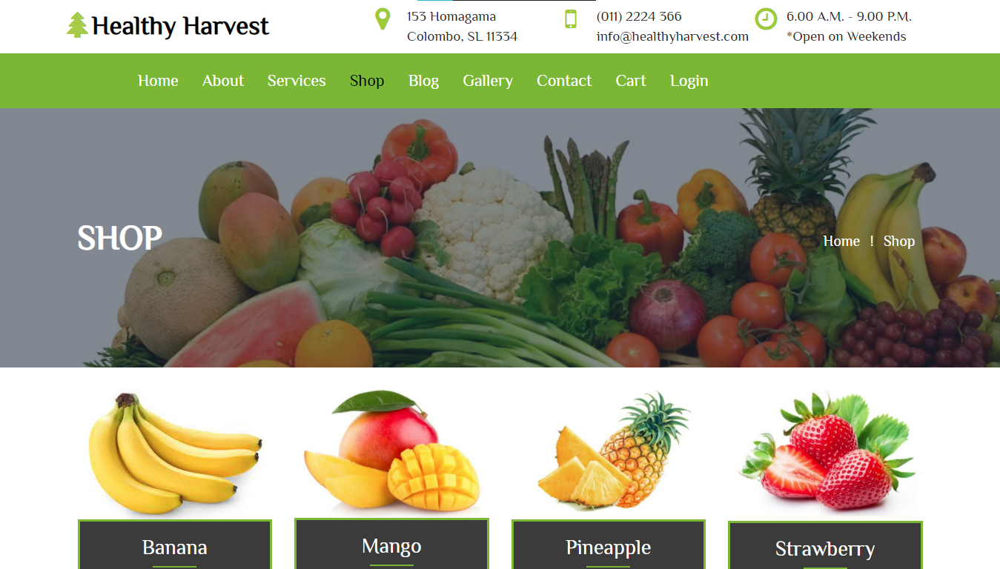 Healthy Harvest
153 Homagama
Colombo, SL 11334
(011) 2224 366
info@healthyharvest.com
6.00 A.M. - 9.00 P.M.
*Open on Weekends
Home About Services Shop Blog Gallery Contact Cart Login
SHOP
Home ! Shop
Banana Mango Pineapple Strawberry